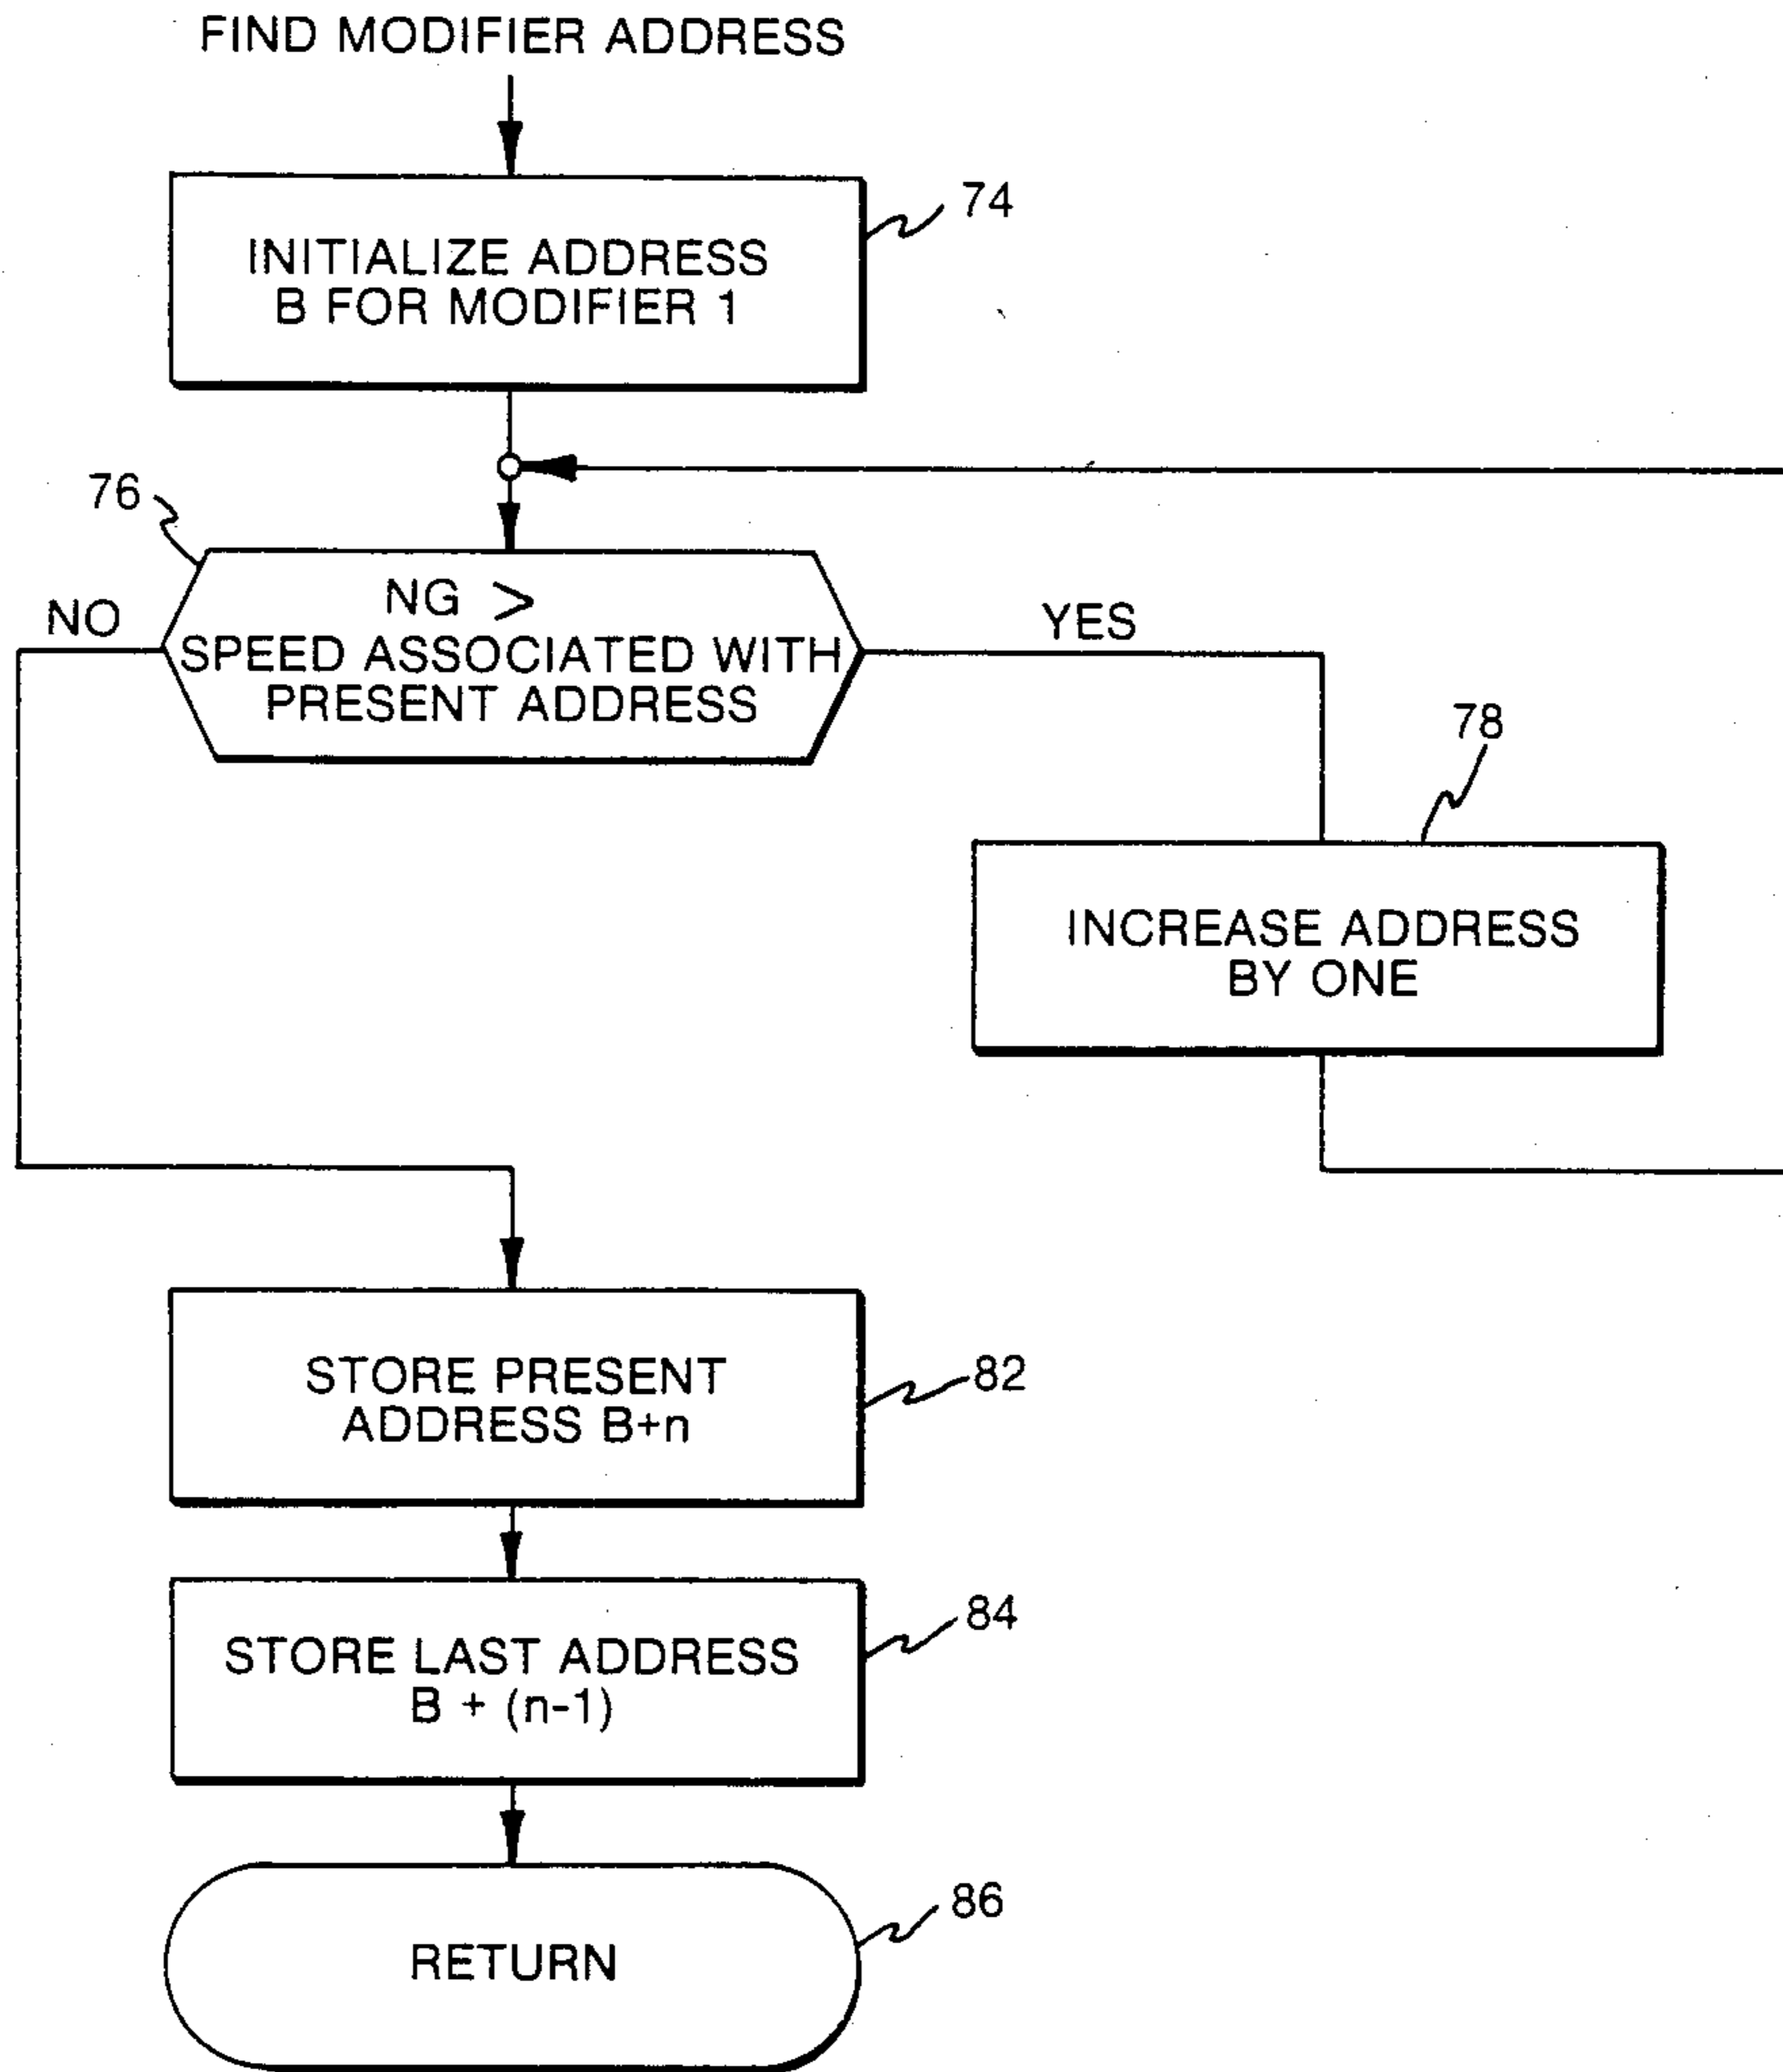 FIND MODIFIER ADDRESS
74
INITIALIZE ADDRESS
B FOR MODIFIER 1
76
NO
NG >
SPEED ASSOCIATED WITH
PRESENT ADDRESS
YES
78
INCREASE ADDRESS
BY ONE
STORE PRESENT
ADDRESS B+n
82
STORE LAST ADDRESS
B + (n-1)
84
RETURN
86